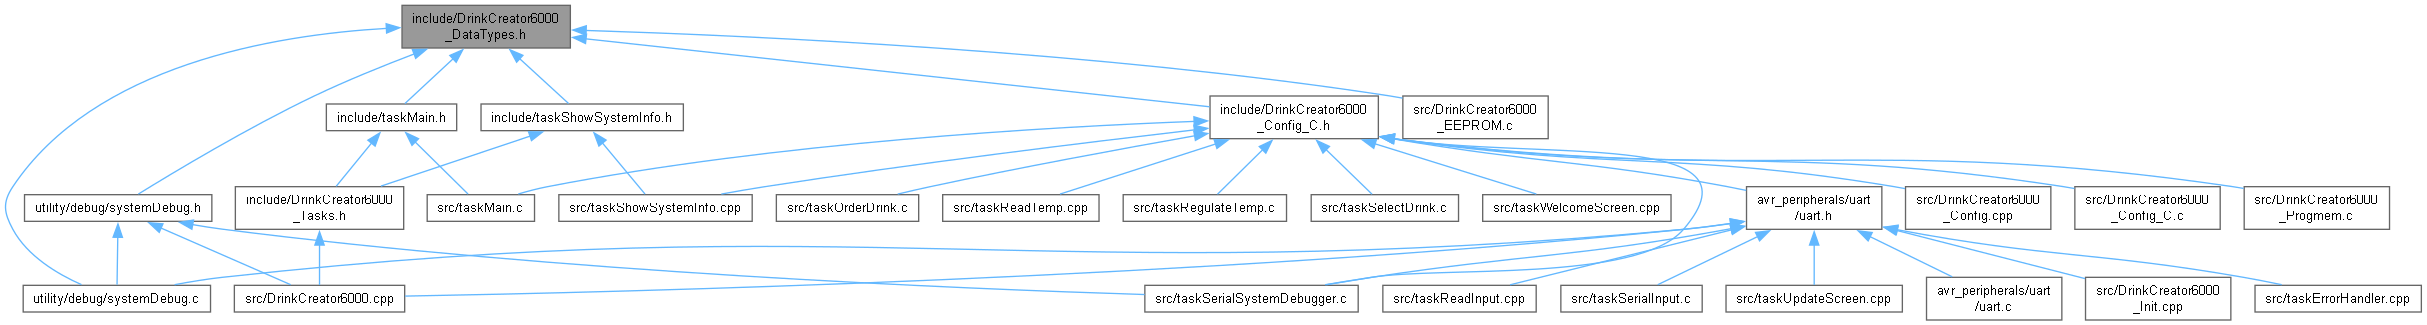 include/DrinkCreator6000
_DataTypes.h
include/taskMain.h
include/taskShowSystemInfo.h
include/DrinkCreator6000
_Config_C.h
src/DrinkCreator6000
_EEPROM.c
utility/debug/systemDebug.h
include/DrinkCreator6000
_Tasks.h
src/taskMain.c
src/taskShowSystemInfo.cpp
src/taskOrderDrink.c
src/taskReadTemp.cpp
src/taskRegulateTemp.c
src/taskSelectDrink.c
src/taskWelcomeScreen.cpp
avr_peripherals/uart
/uart.h
src/DrinkCreator6000
_Config.cpp
src/DrinkCreator6000
_Config_C.c
src/DrinkCreator6000
_Progmem.c
utility/debug/systemDebug.c
src/DrinkCreator6000.cpp
src/taskSerialSystemDebugger.c
src/taskReadInput.cpp
src/taskSerialInput.c
src/taskUpdateScreen.cpp
avr_peripherals/uart
/uart.c
src/DrinkCreator6000
_Init.cpp
src/taskErrorHandler.cpp